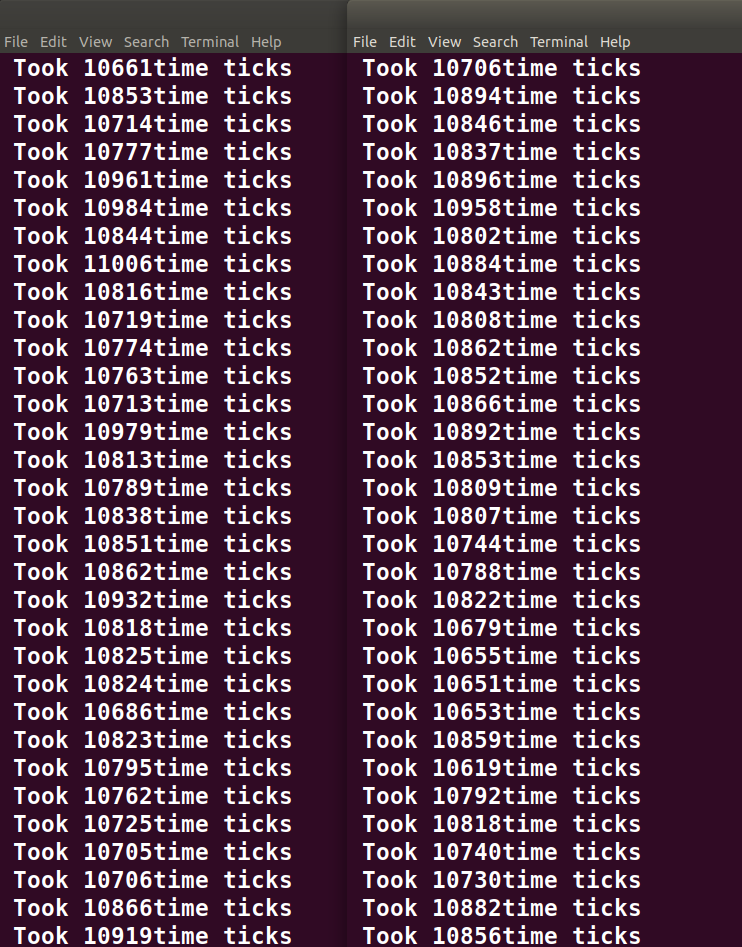 File Edit View Search Terminal Help
Took 10661time ticks
Took 10853time ticks
Took 10714time ticks
Took 10777time ticks
Took 10961time ticks
Took 10984time ticks
Took 10844time ticks
Took 11006time ticks
Took 10816time ticks
Took 10719time ticks
Took 10774time ticks
Took 10763time ticks
Took 10713time ticks
Took 10979time ticks
Took 10813time ticks
Took 10789time ticks
Took 10838time ticks
Took 10851time ticks
Took 10862time ticks
Took 10932time ticks
Took 10818time ticks
Took 10825time ticks
Took 10824time ticks
Took 10686time ticks
Took 10823time ticks
Took 10795time ticks
Took 10762time ticks
Took 10725time ticks
Took 10705time ticks
Took 10706time ticks
Took 10866time ticks
Took 10919time ticks
File Edit View Search Terminal Help
Took 10706time ticks
Took 10894time ticks
Took 10846time ticks
Took 10837time ticks
Took 10896time ticks
Took 10958time ticks
Took 10802time ticks
Took 10884time ticks
Took 10843time ticks
Took 10808time ticks
Took 10862time ticks
Took 10852time ticks
Took 10866time ticks
Took 10892time ticks
Took 10853time ticks
Took 10809time ticks
Took 10807time ticks
Took 10744time ticks
Took 10788time ticks
Took 10822time ticks
Took 10679time ticks
Took 10655time ticks
Took 10651time ticks
Took 10653time ticks
Took 10859time ticks
Took 10619time ticks
Took 10792time ticks
Took 10818time ticks
Took 10740time ticks
Took 10730time ticks
Took 10882time ticks
Took 10856time ticks